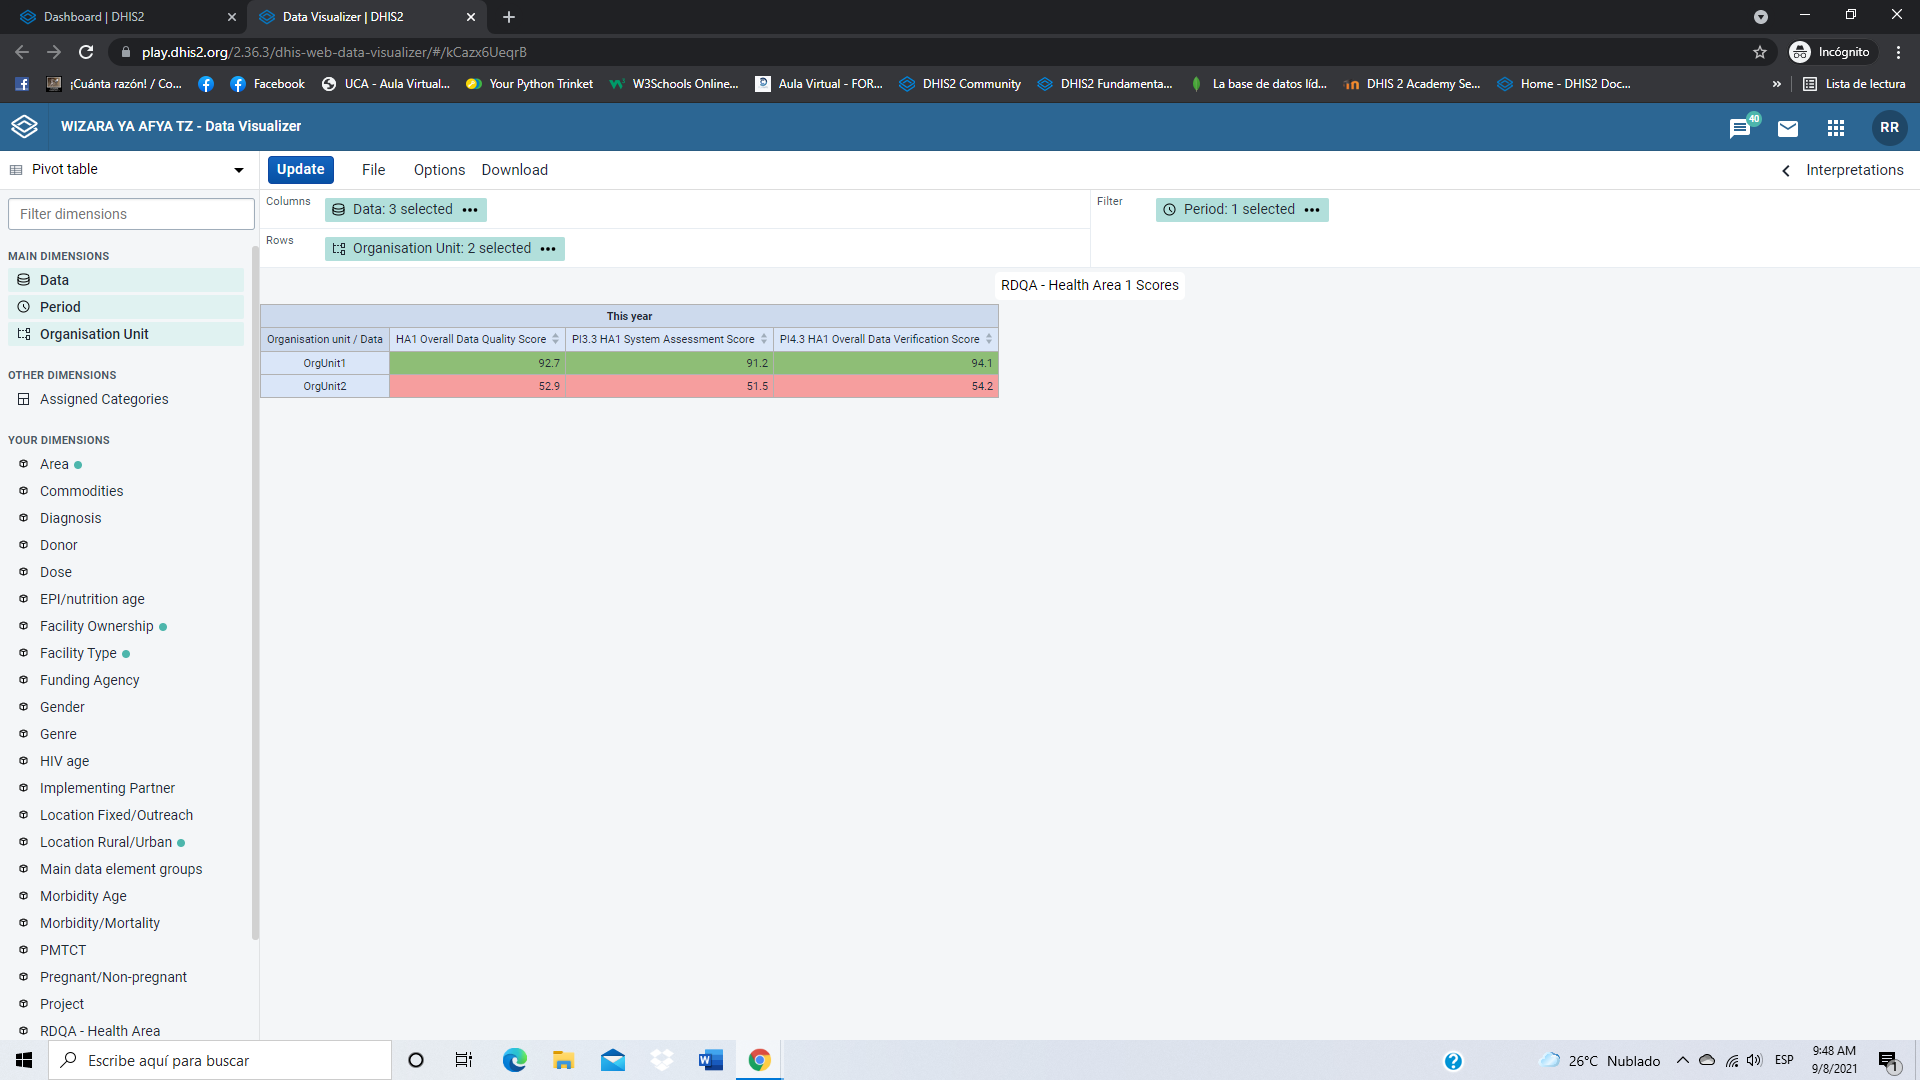 Dashboard | DHIS2
Data Visualizer | DHIS2
play.dhis2.org/2.36.3/dhis-web-data-visualizer/#/kCazx6UeqrB
Incógnito
¡Cuánta razón! / Co...
Facebook
UCA - Aula Virtual...
Your Python Trinket
W3Schools Online...
Aula Virtual - FOR...
DHIS2 Community
DHIS2 Fundamenta...
La base de datos líd...
DHIS 2 Academy Se...
Home - DHIS2 Doc...
»
Lista de lectura
WIZARA YA AFYA TZ - Data Visualizer
40
RR
Pivot table
Update
File
Options
Download
Interpretations
Filter dimensions
Columns
Data: 3 selected
Filter
Period: 1 selected
Rows
Organisation Unit: 2 selected
MAIN DIMENSIONS
Data
Period
Organisation Unit
OTHER DIMENSIONS
Assigned Categories
YOUR DIMENSIONS
Area
Commodities
Diagnosis
Donor
Dose
EPI/nutrition age
Facility Ownership
Facility Type
Funding Agency
Gender
Genre
HIV age
Implementing Partner
Location Fixed/Outreach
Location Rural/Urban
Main data element groups
Morbidity Age
Morbidity/Mortality
PMTCT
Pregnant/Non-pregnant
Project
RDQA - Health Area
RDQA - Health Area 1 Scores
This year
Organisation unit / Data HA1 Overall Data Quality Score PI3.3 HA1 System Assessment Score PI4.3 HA1 Overall Data Verification Score
OrgUnit1 92.7 91.2 94.1
OrgUnit2 52.9 51.5 54.2
Escribe aquí para buscar
26°C Nublado
ESP
9:48 AM
9/8/2021
1